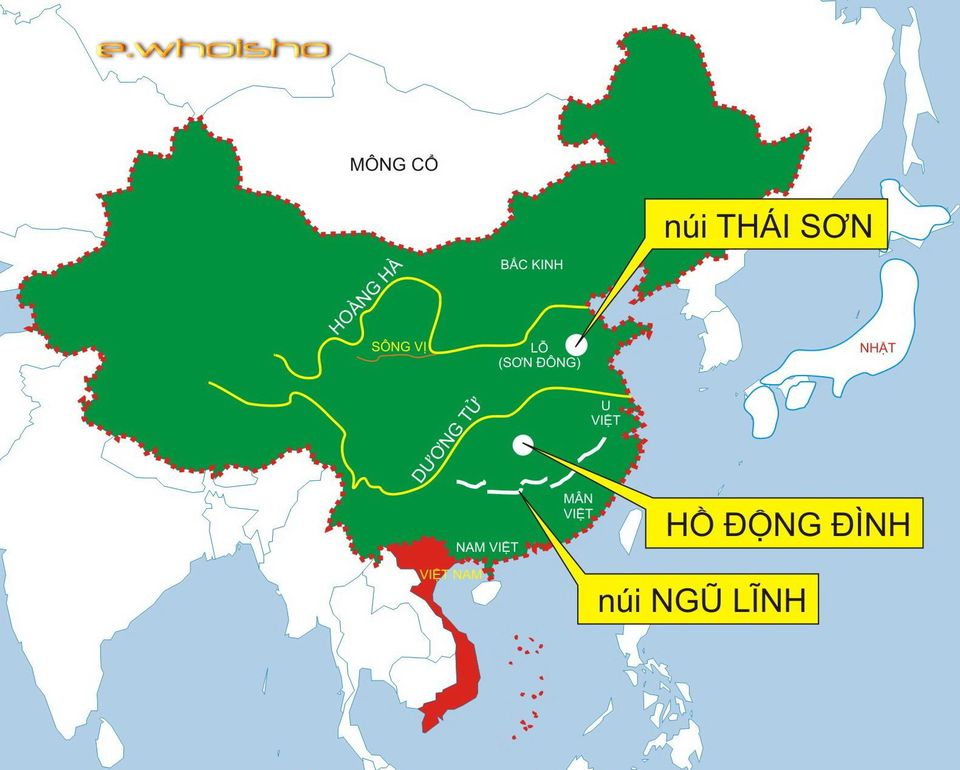 e.whoisho
MÔNG CỔ
núi THÁI SƠN
BẮC KINH
HOÀNG HÀ
SÔNG VỊ
LỖ
(SƠN ĐÔNG)
NHẬT
DƯƠNG TỬ
U
VIỆT
MÂN
VIỆT
HỒ ĐỘNG ĐÌNH
NAM VIỆT
VIỆT NAM
núi NGŨ LĨNH